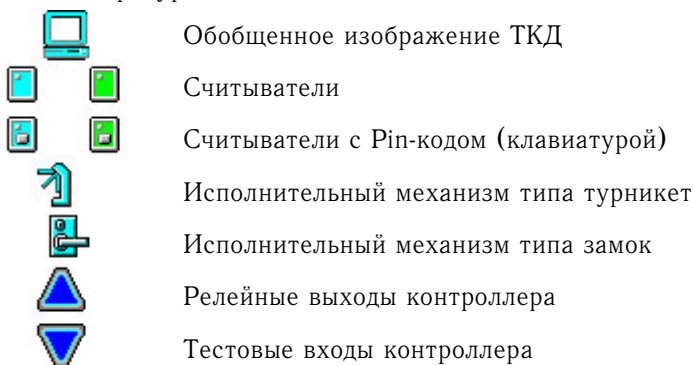 Обобщенное изображение ТКД
Считыватели
Считыватели с Pin-кодом (клавиатурой)
Исполнительный механизм типа турникет
Исполнительный механизм типа замок
Релейные выходы контроллера
Тестовые входы контроллера